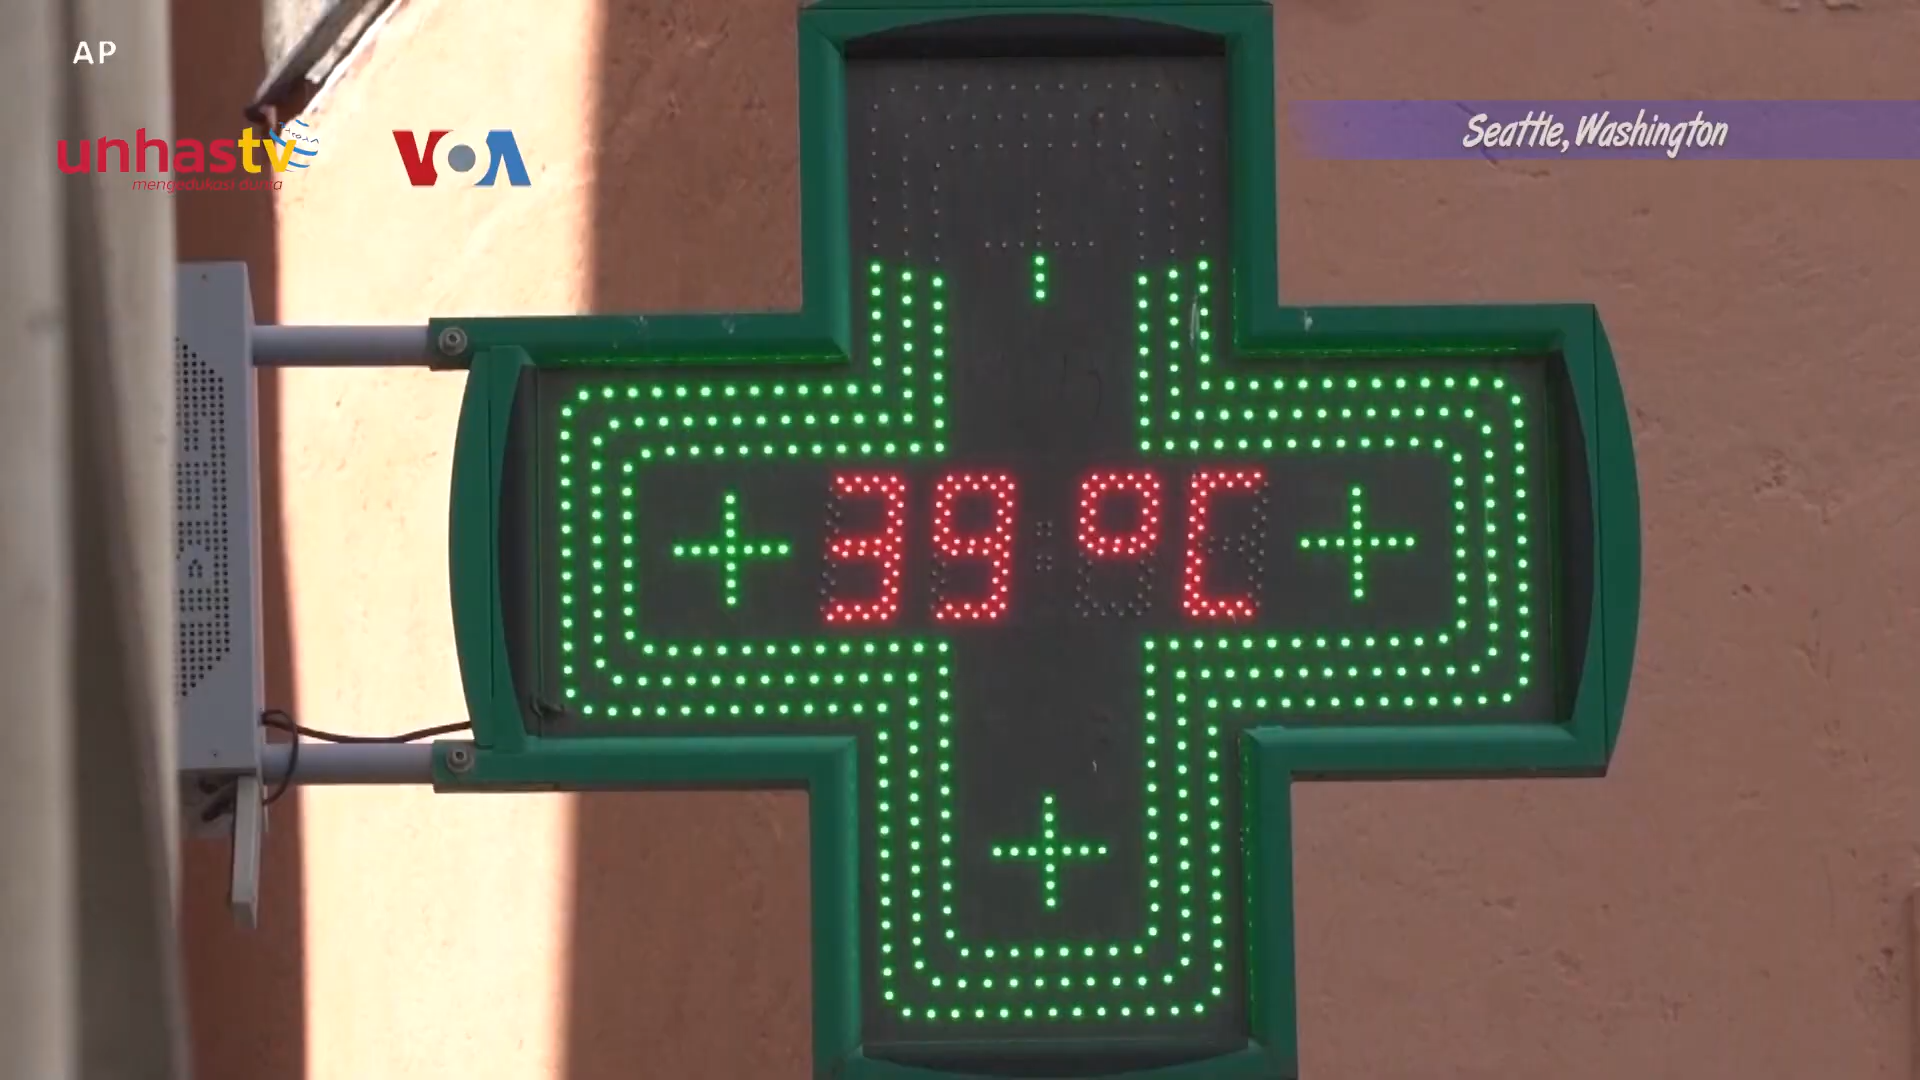 AP
unhastv
mengedukasi dunia
VOA
Seattle, Washington
39 °C